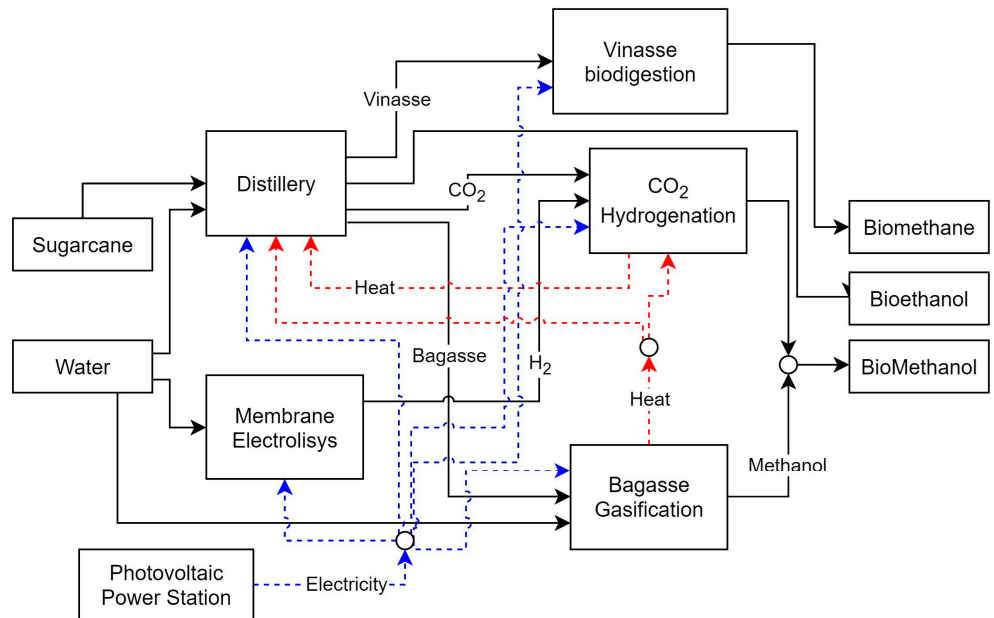 Vinasse
biodigestion
Vinasse
Distillery
CO₂
CO₂
Hydrogenation
Sugarcane
Biomethane
Heat
Bioethanol
Water
Bagasse
H₂
BioMethanol
Membrane
Electrolisys
Heat
Methanol
Bagasse
Gasification
Photovoltaic
Power Station
Electricity